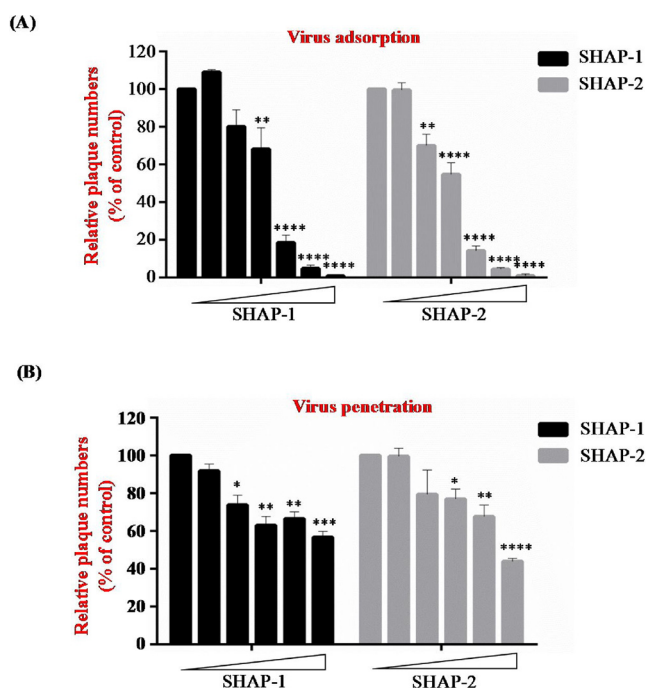 (A)
Virus adsorption
SHAP-1
SHAP-2
Relative plaque numbers
(% of control)
120
100
80
60
40
20
0
**
****
****
****
**
****
****
****
****
SHAP-1
SHAP-2
(B)
Virus penetration
SHAP-1
SHAP-2
Relative plaque numbers
(% of control)
120
100
80
60
40
20
0
*
**
**
***
*
**
****
SHAP-1
SHAP-2